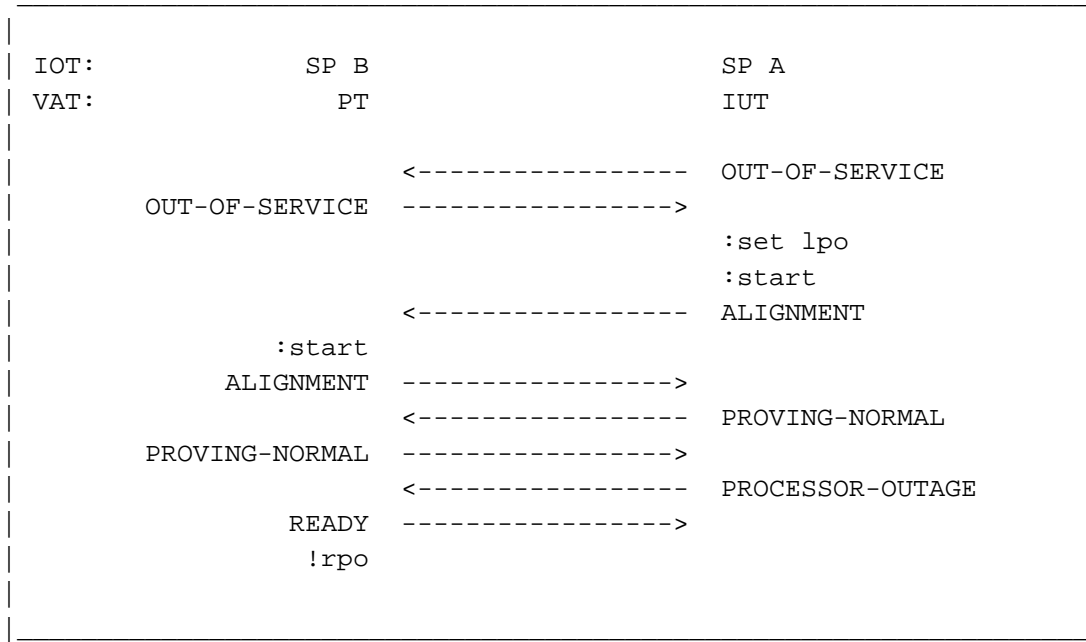 IOT: SP B SP A
VAT: PT IUT
<----------------- OUT-OF-SERVICE
OUT-OF-SERVICE ----------------->
:set lpo
:start
<----------------- ALIGNMENT
:start
ALIGNMENT ----------------->
<----------------- PROVING-NORMAL
PROVING-NORMAL ----------------->
<----------------- PROCESSOR-OUTAGE
READY ----------------->
!rpo